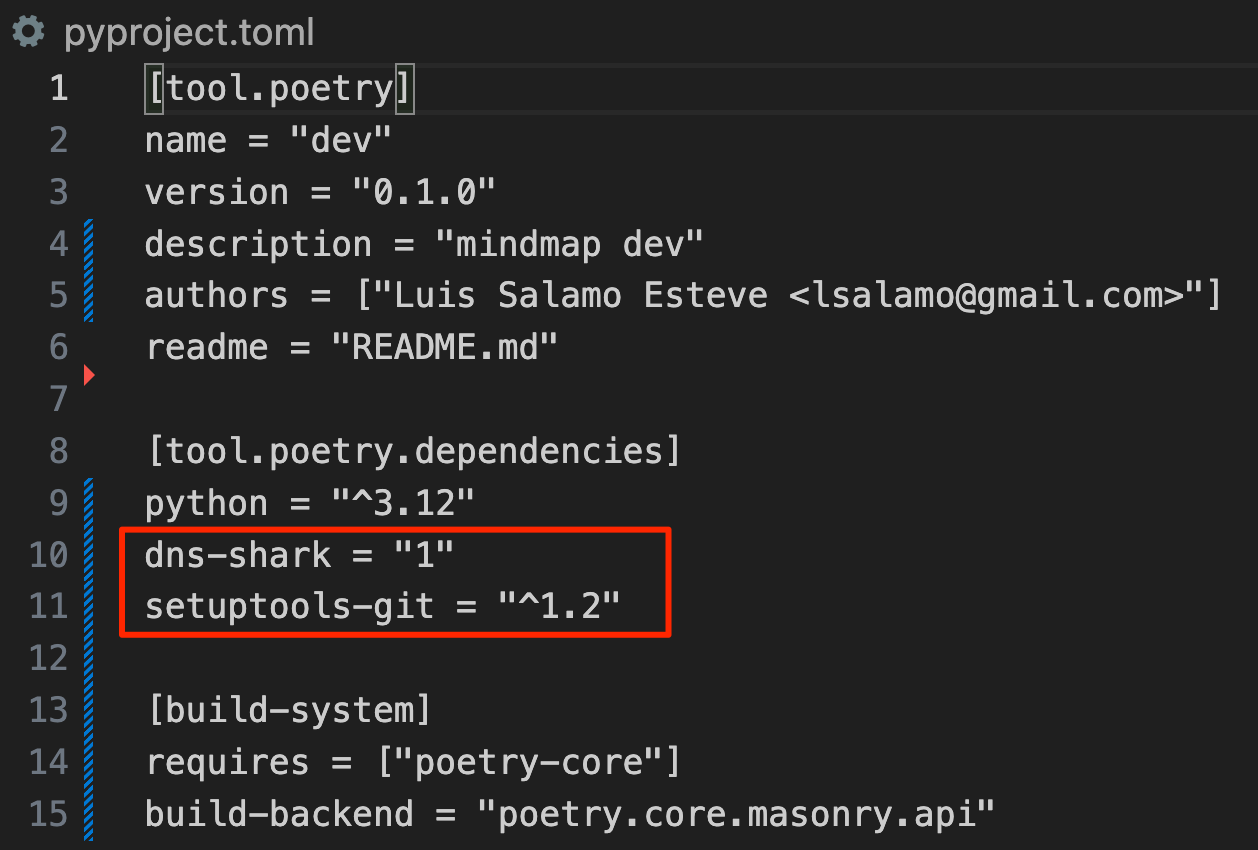 pyproject.toml
1 [tool.poetry]
2 name = "dev"
3 version = "0.1.0"
4 description = "mindmap dev"
5 authors = ["Luis Salamo Esteve <lsalamo@gmail.com>"]
6 readme = "README.md"
7
8 [tool.poetry.dependencies]
9 python = "^3.12"
10 dns-shark = "1"
11 setuptools-git = "^1.2"
12
13 [build-system]
14 requires = ["poetry-core"]
15 build-backend = "poetry.core.masonry.api"